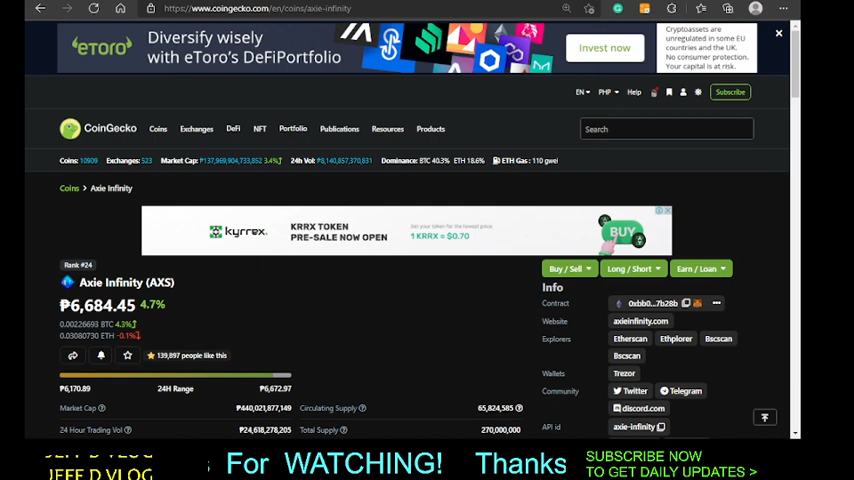 https://www.coingecko.com/en/coins/axie-infinity
eToro
Diversify wisely
with eToro's DeFiPortfolio
Invest now
Cryptoassets are
unregulated in some EU
countries and the UK.
No consumer protection.
Your capital is at risk.
EN PHP Help Subscribe
CoinGecko Coins Exchanges DeFi NFT Portfolio Publications Resources Products Search
Coins: 10909 Exchanges: 523 Market Cap: ₱137,969,904,733,852 3.4% 24h Vol: ₱8,140,857,370,831 Dominance: BTC 40.3% ETH 18.6% ETH Gas: 110 gwei
Coins > Axie Infinity
kyrrex
KRRX TOKEN
PRE-SALE NOW OPEN
Get your token for the lowest price
1 KRRX = $0.70
BUY
Rank #24
Axie Infinity (AXS)
₱6,684.45 4.7%
0.00226693 BTC 4.3%
0.03080730 ETH -0.1%
139,897 people like this
₱6,170.89 24H Range ₱6,672.97
Market Cap ₱440,021,877,149
Circulating Supply 65,824,585
24 Hour Trading Vol ₱24,618,278,205
Total Supply 270,000,000
Buy / Sell Long / Short Earn / Loan
Info
Contract 0xbb0...7b28b
Website axieinfinity.com
Explorers Etherscan Ethplorer Bscscan
Bscscan
Wallets Trezor
Community Twitter Telegram
discord.com
API id axie-infinity
JEFF D VLOG
For WATCHING! Thanks
SUBSCRIBE NOW
TO GET DAILY UPDATES >